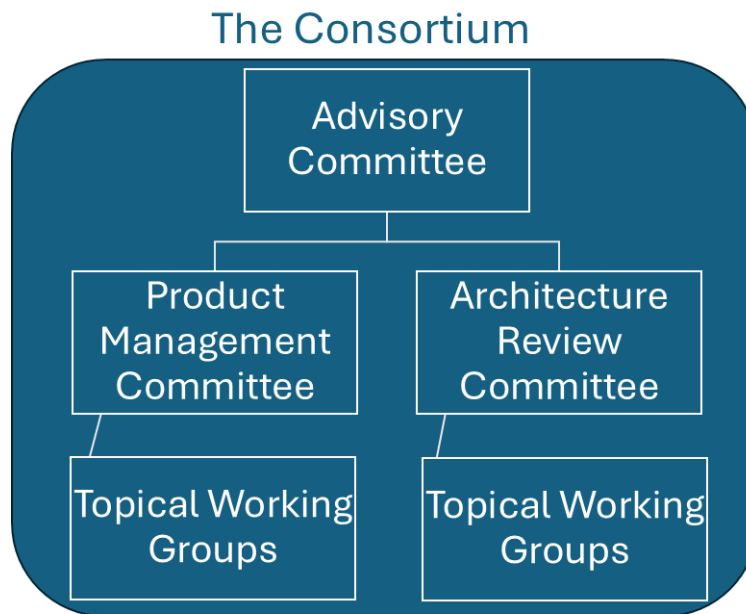 The Consortium
Advisory
Committee
Product
Management
Committee
Architecture
Review
Committee
Topical Working
Groups
Topical Working
Groups